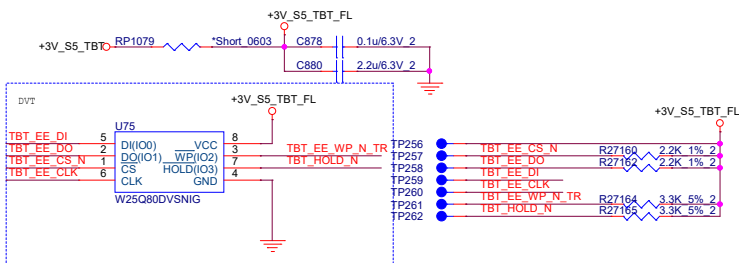 +3V_S5_TBT_FL
+3V_S5_TBT RP1079 *Short_0603 C878 0.1u/6.3V_2
C880 2.2u/6.3V_2
DVT
+3V_S5_TBT_FL
+3V_S5_TBT_FL
U75
TBT_EE_DI 5 DI(IO0) VCC 8
TBT_EE_DO 2 DO(IO1) WP(IO2) 3 TBT_EE_WP_N_TR
TBT_EE_CS_N 1 CS HOLD(IO3) 7 TBT_HOLD_N
TBT_EE_CLK 6 CLK GND 4
W25Q80DVSNIG
TP256
TP257 TBT_EE_CS_N R27160 2.2K_1%_2
TP258 TBT_EE_DO R27162 2.2K_1%_2
TP259 TBT_EE_DI
TP260 TBT_EE_CLK
TP261 TBT_EE_WP_N_TR R27164 3.3K_5%_2
TP262 TBT_HOLD_N R27165 3.3K_5%_2